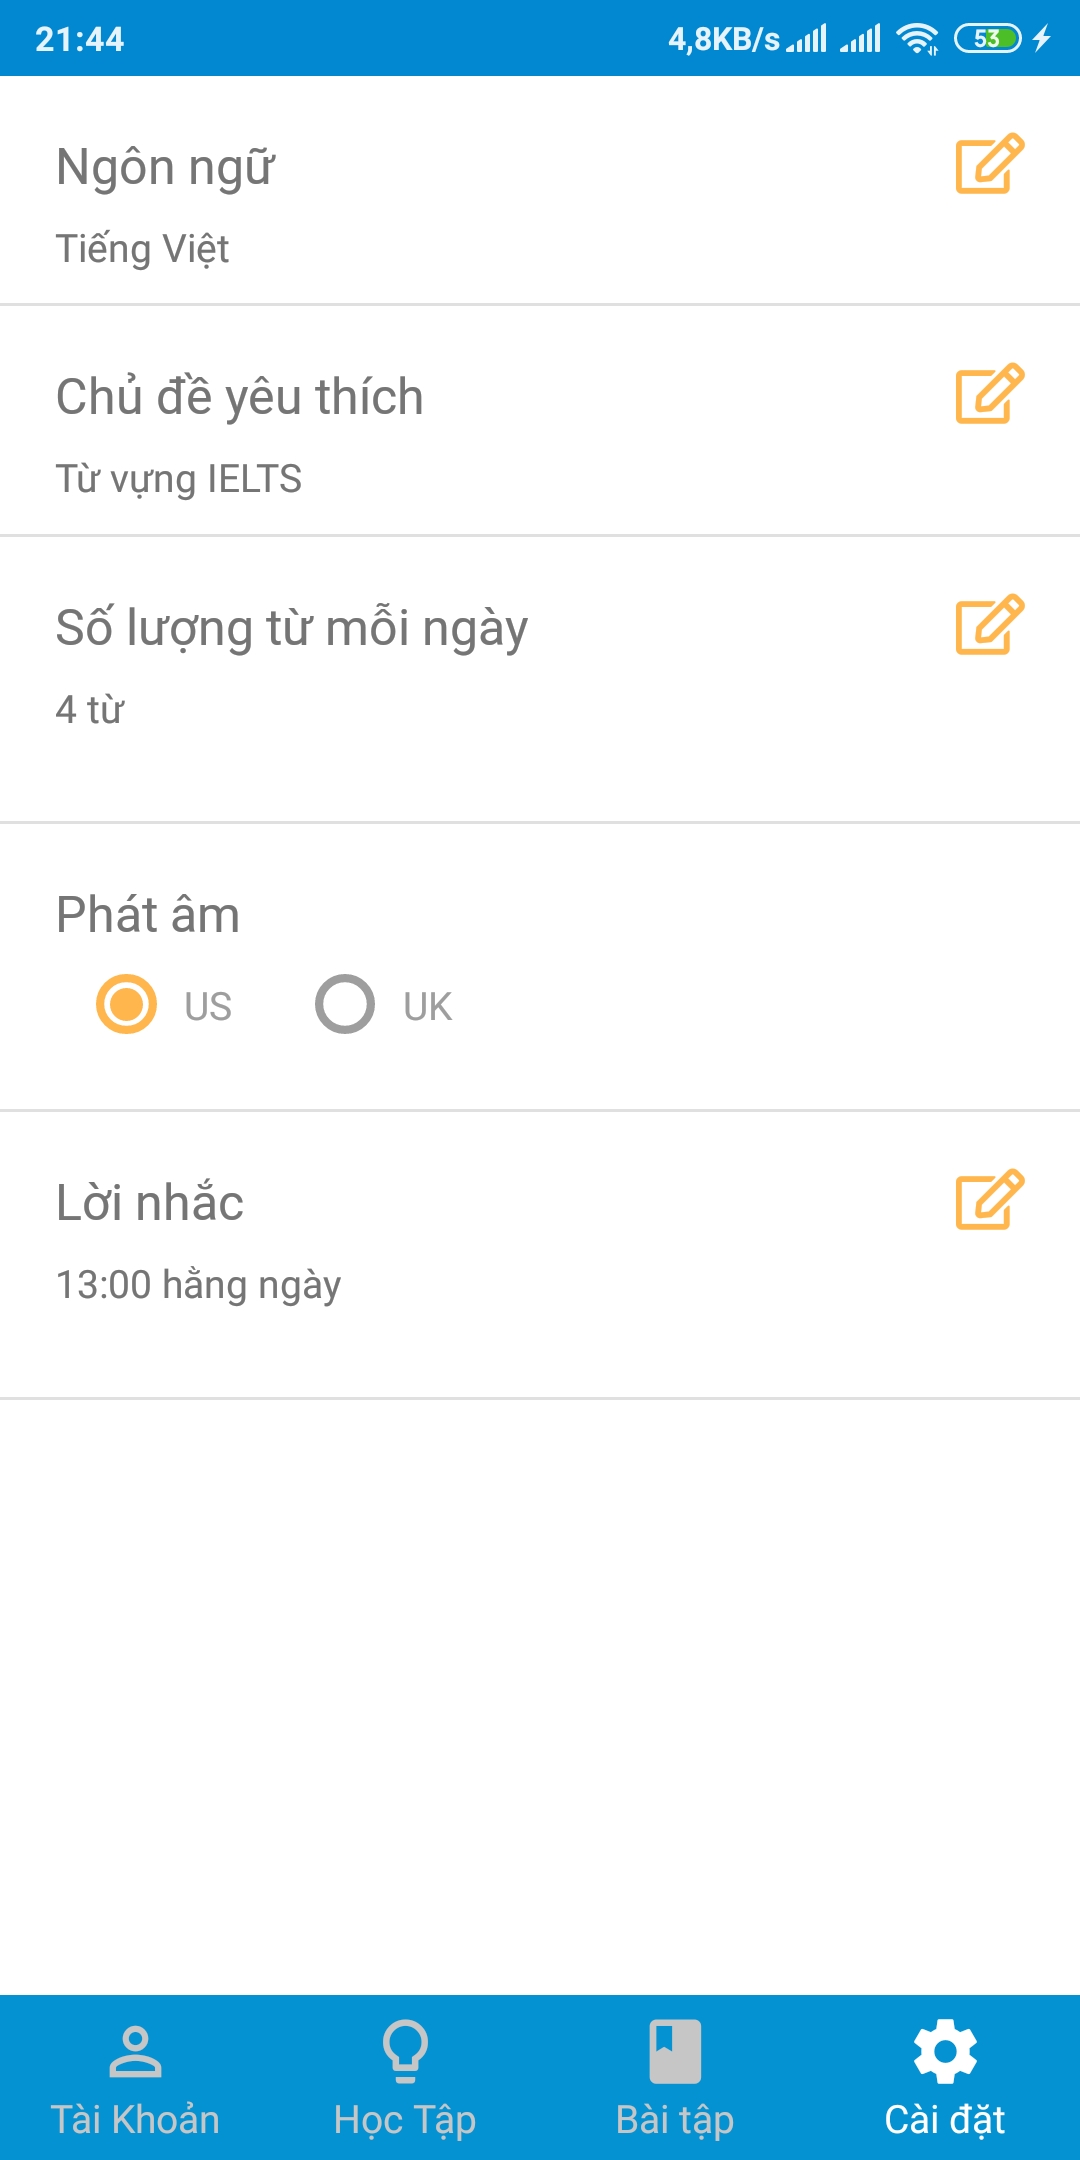 21:44 4,8KB/s 53
Ngôn ngữ
Tiếng Việt
Chủ đề yêu thích
Từ vựng IELTS
Số lượng từ mỗi ngày
4 từ
Phát âm
US UK
Lời nhắc
13:00 hằng ngày
Tài Khoản Học Tập Bài tập Cài đặt